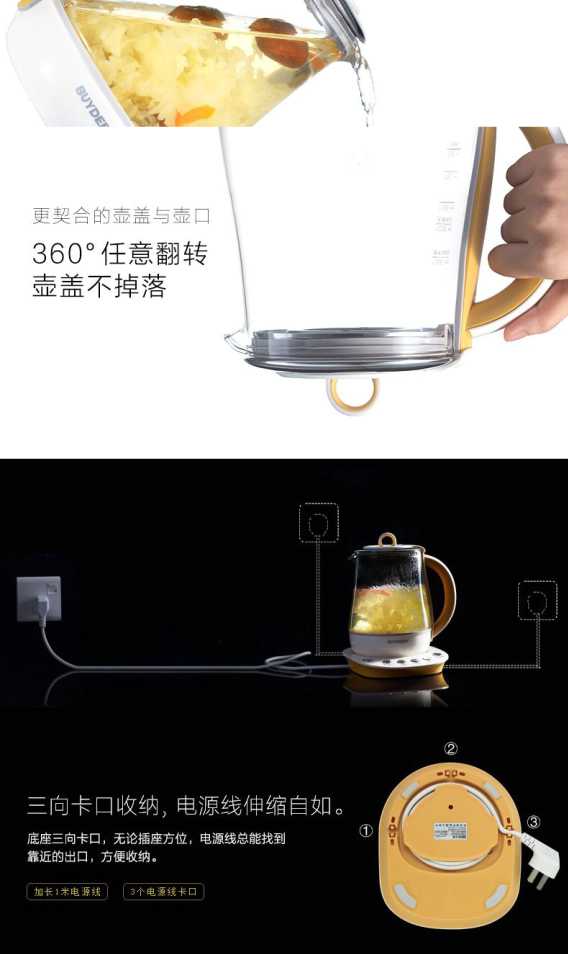 BUYDEE
更契合的壶盖与壶口
360°任意翻转
壶盖不掉落
三向卡口收纳，电源线伸缩自如。
底座三向卡口，无论插座方位，电源线总能找到
靠近的出口，方便收纳。
加长1米电源线
3个电源线卡口
②
①
③